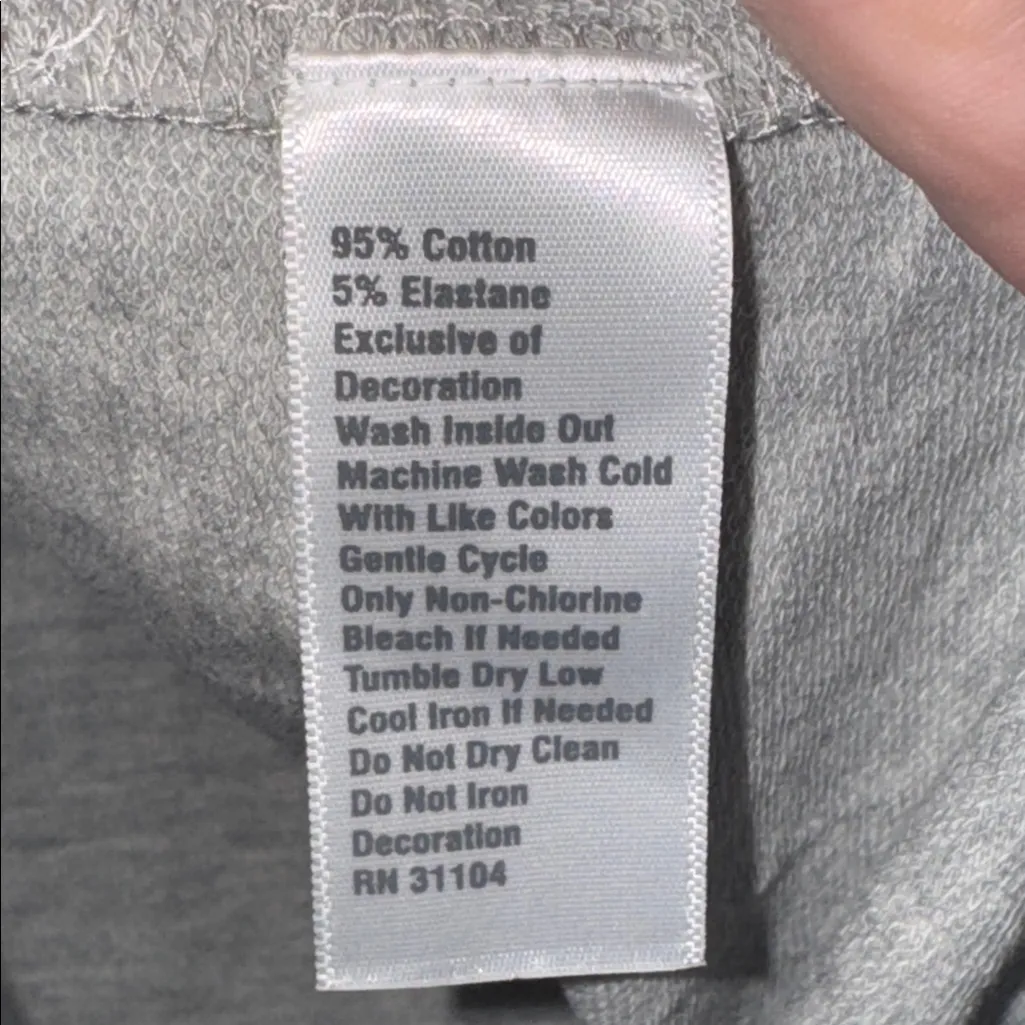 95% Cotton
5% Elastane
Exclusive of
Decoration
Wash Inside Out
Machine Wash Cold
With Like Colors
Gentle Cycle
Only Non-Chlorine
Bleach If Needed
Tumble Dry Low
Cool Iron If Needed
Do Not Dry Clean
Do Not Iron
Decoration
RN 31104